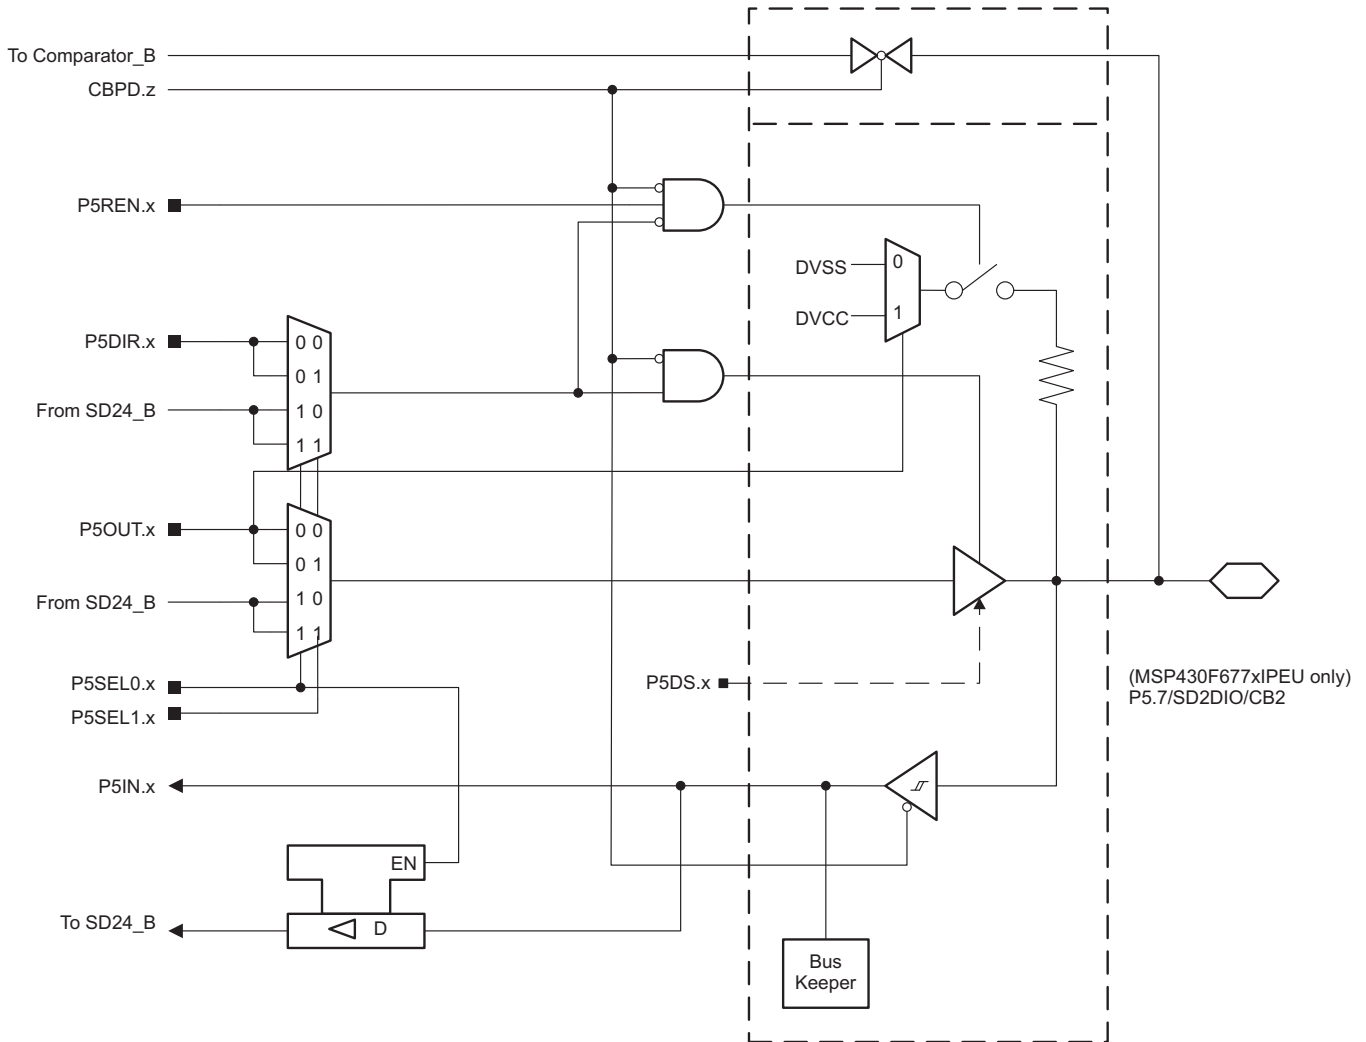 To Comparator_B
CBPD.z
P5REN.x
DVSS
0
DVCC
1
P5DIR.x
0 0
0 1
From SD24_B
1 0
1 1
P5OUT.x
0 0
0 1
From SD24_B
1 0
1 1
P5SEL0.x
P5SEL1.x
P5DS.x
(MSP430F677xIPEU only)
P5.7/SD2DIO/CB2
P5IN.x
EN
To SD24_B
D
Bus
Keeper